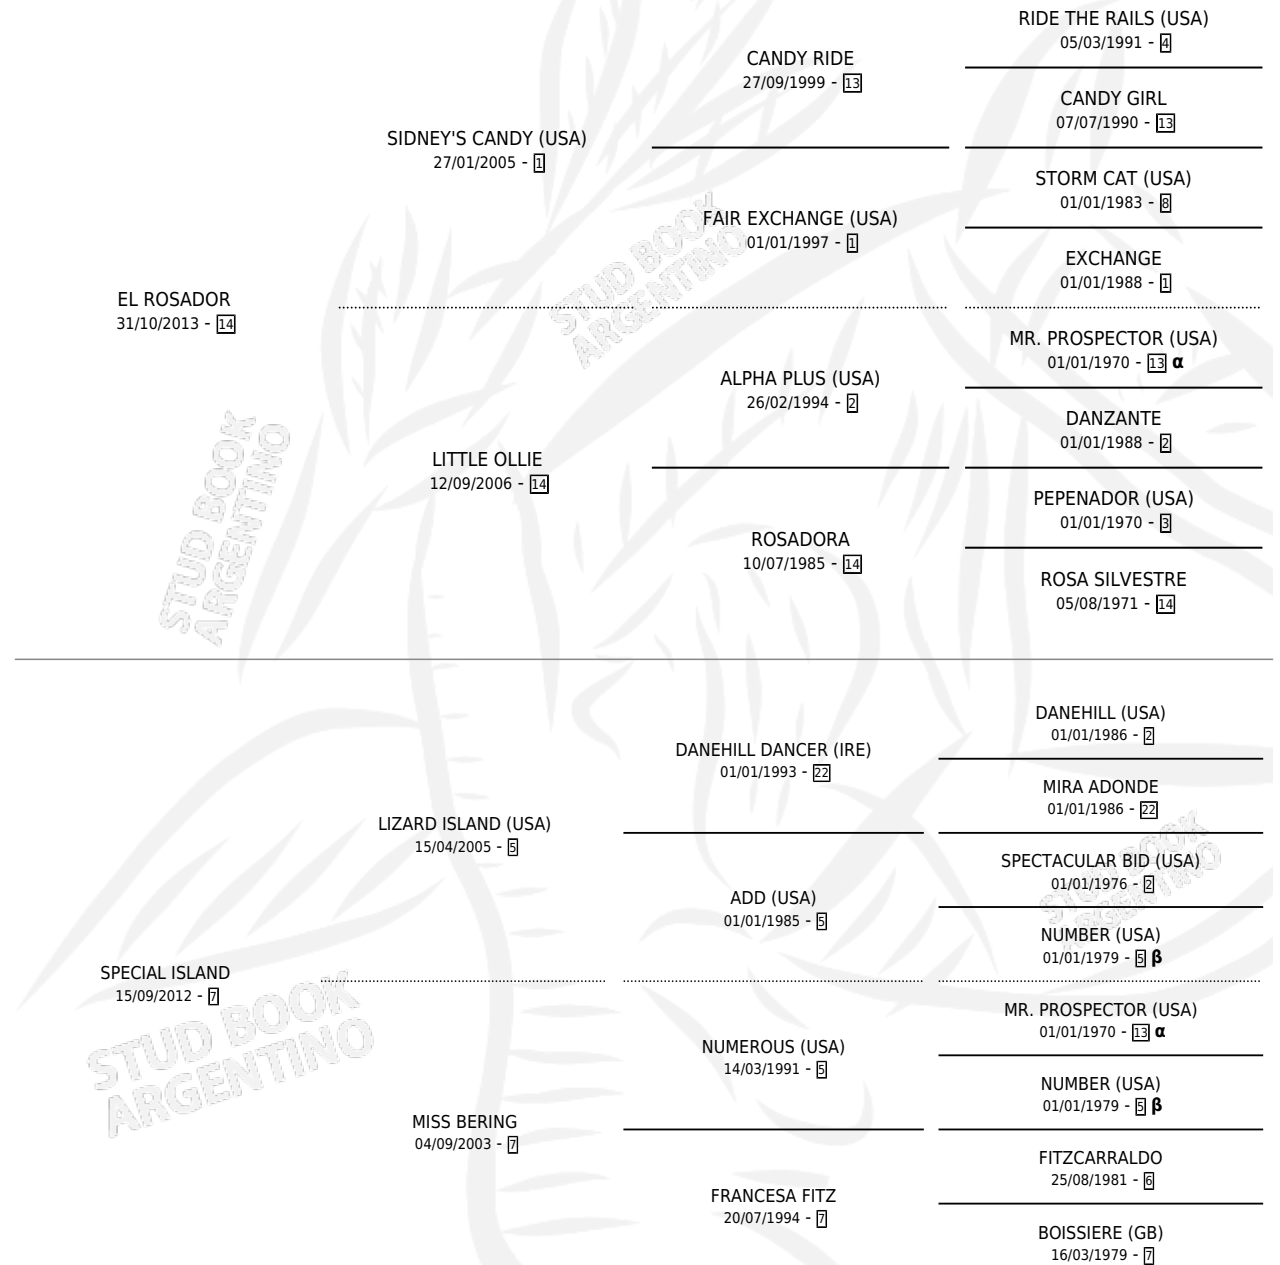 EL ROSADOR
31/10/2013 - 14
SIDNEY'S CANDY (USA)
27/01/2005 - 1
LITTLE OLLIE
12/09/2006 - 14
CANDY RIDE
27/09/1999 - 13
FAIR EXCHANGE (USA)
01/01/1997 - 1
ALPHA PLUS (USA)
26/02/1994 - 2
ROSADORA
10/07/1985 - 14
RIDE THE RAILS (USA)
05/03/1991 - 4
CANDY GIRL
07/07/1990 - 13
STORM CAT (USA)
01/01/1983 - 8
EXCHANGE
01/01/1988 - 1
MR. PROSPECTOR (USA)
01/01/1970 - 13 α
DANZANTE
01/01/1988 - 2
PEPENADOR (USA)
01/01/1970 - 3
ROSA SILVESTRE
05/08/1971 - 14
SPECIAL ISLAND
15/09/2012 - 7
LIZARD ISLAND (USA)
15/04/2005 - 5
MISS BERING
04/09/2003 - 7
DANEHILL DANCER (IRE)
01/01/1993 - 22
ADD (USA)
01/01/1985 - 5
NUMEROUS (USA)
14/03/1991 - 5
FRANCESA FITZ
20/07/1994 - 7
DANEHILL (USA)
01/01/1986 - 2
MIRA ADONDE
01/01/1986 - 22
SPECTACULAR BID (USA)
01/01/1976 - 2
NUMBER (USA)
01/01/1979 - 5 β
MR. PROSPECTOR (USA)
01/01/1970 - 13 α
NUMBER (USA)
01/01/1979 - 5 β
FITZCARRALDO
25/08/1981 - 6
BOISSIERE (GB)
16/03/1979 - 7
STUD BOOK
ARGENTINO
STUD BOOK
ARGENTINO
STUD BOOK
ARGENTINO
STUD BOOK
ARGENTINO